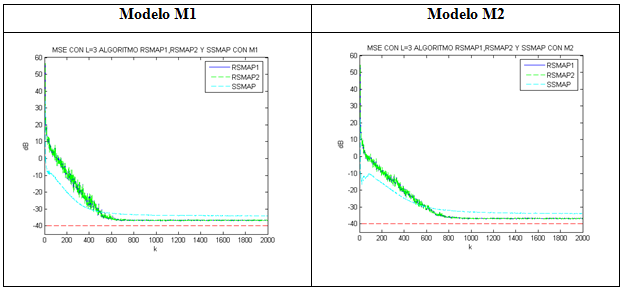 Modelo M1
Modelo M2
MSE CON L=3 ALGORITMO RSMAP1,RSMAP2 Y SSMAP CON M1
60
50
40
30
20
10
0
-10
-20
-30
-40
dB
RSMAP1
RSMAP2
SSMAP
0 200 400 600 800 1000 1200 1400 1600 1800 2000
k
MSE CON L=3 ALGORITMO RSMAP1,RSMAP2 Y SSMAP CON M2
60
50
40
30
20
10
0
-10
-20
-30
-40
dB
RSMAP1
RSMAP2
SSMAP
0 200 400 600 800 1000 1200 1400 1600 1800 2000
k